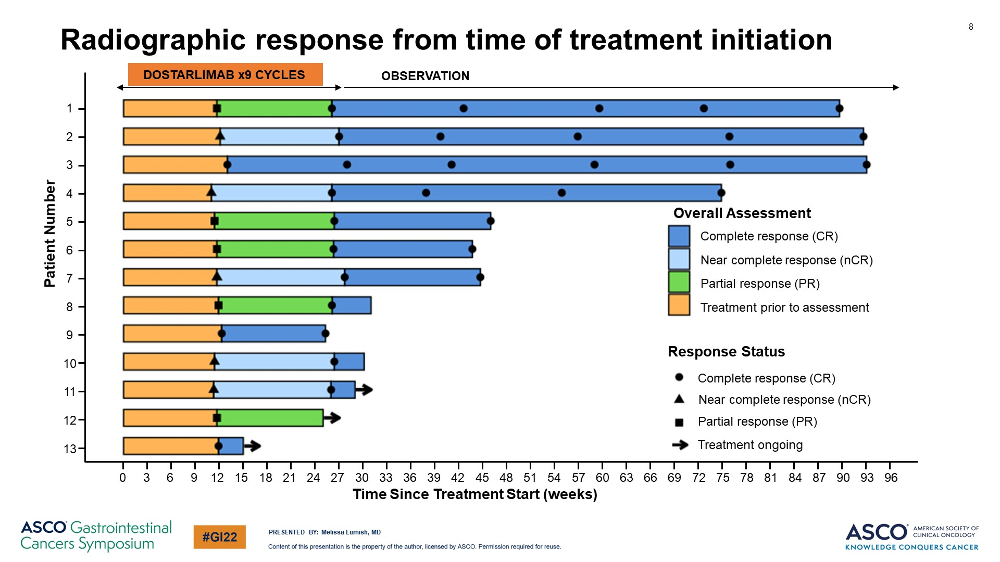 8
Radiographic response from time of treatment initiation
DOSTARLIMAB x9 CYCLES
OBSERVATION
Patient Number
1
2
3
4
5
6
7
8
9
10
11
12
13
Overall Assessment
Complete response (CR)
Near complete response (nCR)
Partial response (PR)
Treatment prior to assessment
Response Status
Complete response (CR)
Near complete response (nCR)
Partial response (PR)
Treatment ongoing
0 3 6 9 12 15 18 21 24 27 30 33 36 39 42 45 48 51 54 57 60 63 66 69 72 75 78 81 84 87 90 93 96
Time Since Treatment Start (weeks)
ASCO Gastrointestinal
Cancers Symposium
#GI22
PRESENTED BY: Melissa Lumish, MD
Content of this presentation is the property of the author, licensed by ASCO. Permission required for reuse.
ASCO AMERICAN SOCIETY OF
CLINICAL ONCOLOGY
KNOWLEDGE CONQUERS CANCER